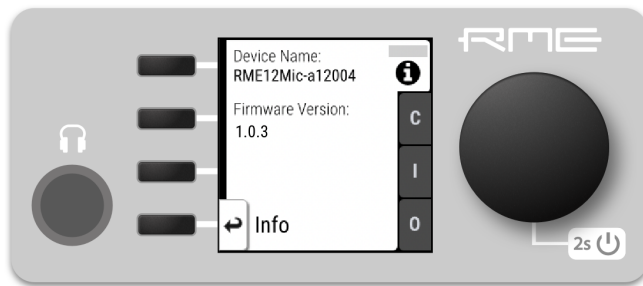 RME
Device Name:
RME12Mic-a12004
Firmware Version:
1.0.3
C
I
O
Info
2s